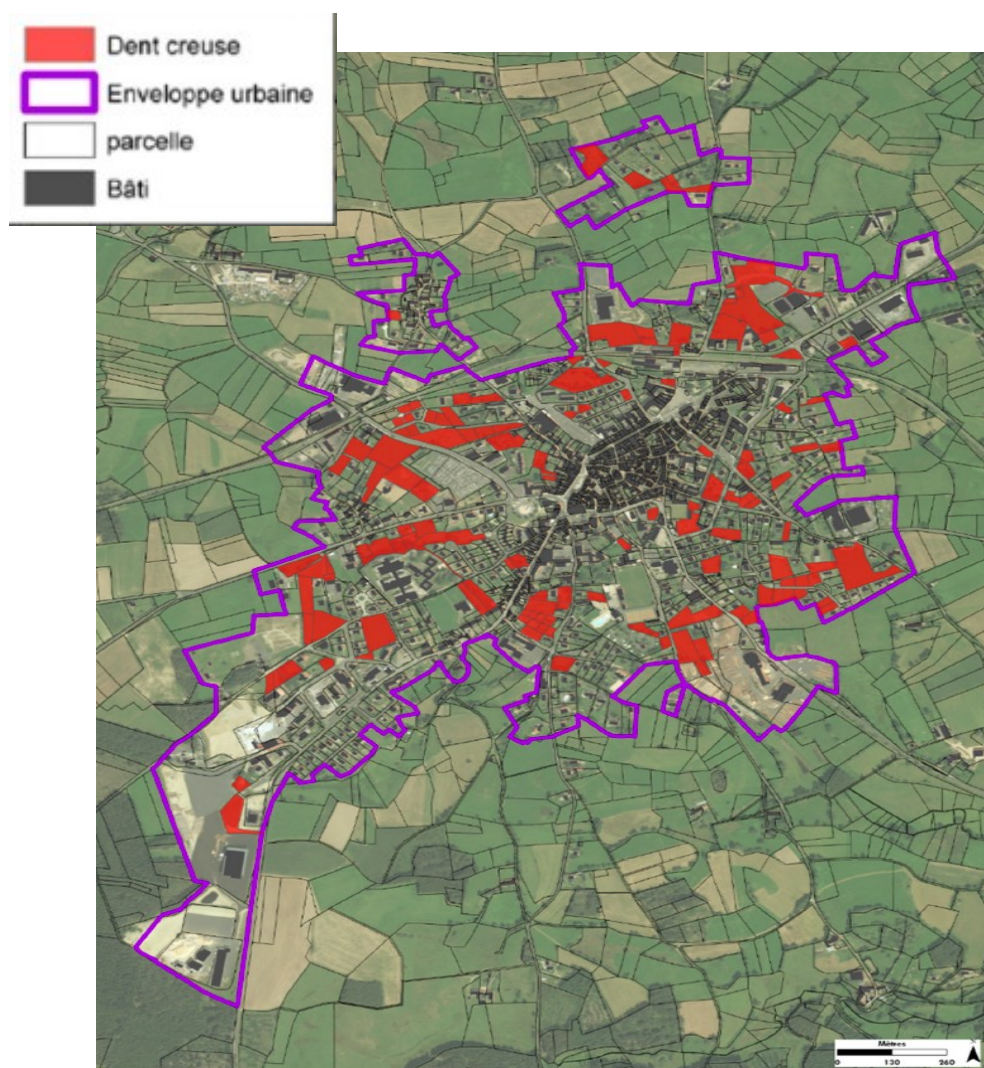 Dent creuse
Enveloppe urbaine
parcelle
Bâti
Mètres
0 130 260